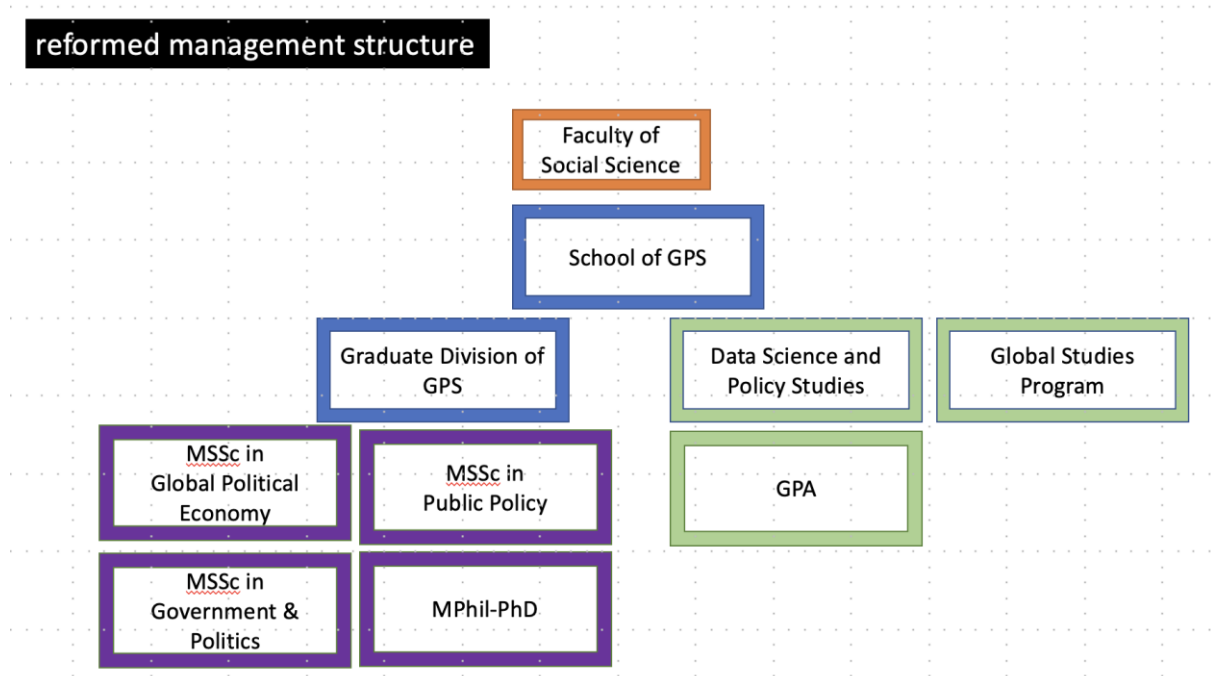 reformed management structure
Faculty of
Social Science
School of GPS
Graduate Division of
GPS
Data Science and
Policy Studies
Global Studies
Program
MSSc in
Global Political
Economy
MSSc in
Public Policy
GPA
MSSc in
Government &
Politics
MPhil-PhD